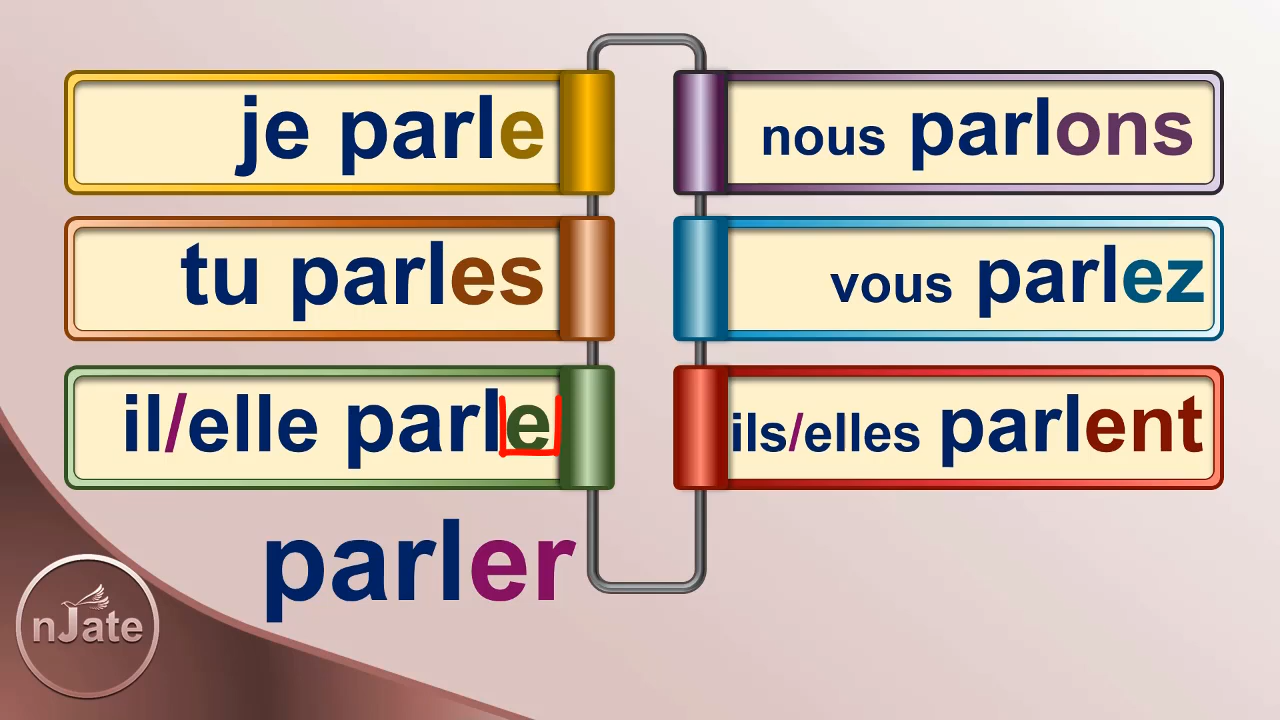 je parle
tu parles
il/elle parle
parler
nous parlons
vous parlez
ils/elles parlent
nJate